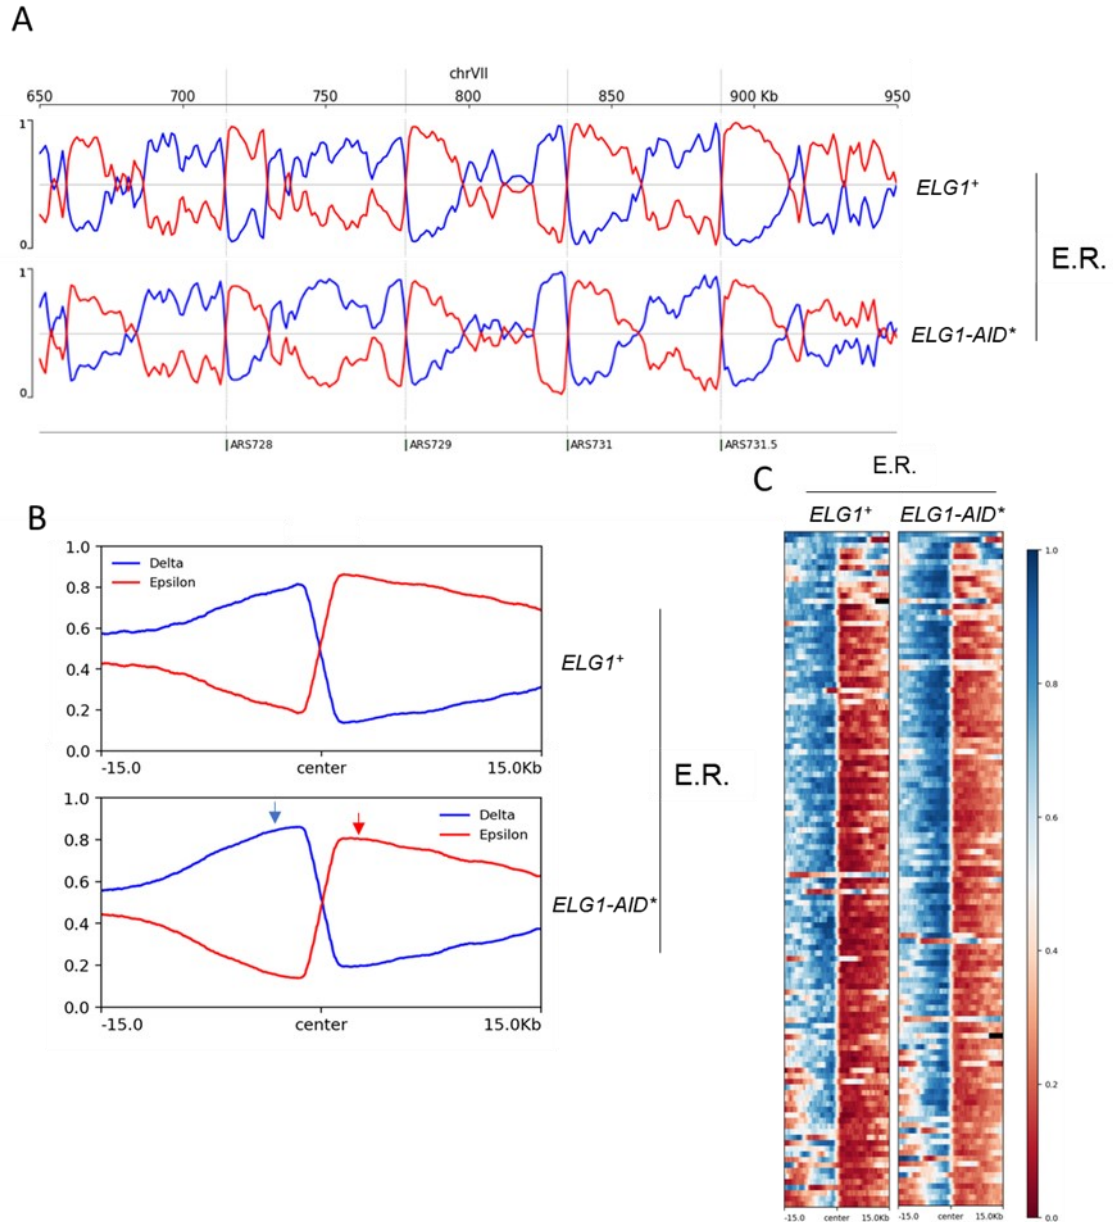 A
chrVII
650 700 750 800 850 900 Kb 950
1
0
ELG1+
E.R.
1
0
ELG1-AID*
ARS728 ARS729 ARS731 ARS731.5
B
1.0
0.8
0.6
0.4
0.2
0.0
Delta
Epsilon
-15.0 center 15.0Kb
ELG1+
E.R.
1.0
0.8
0.6
0.4
0.2
0.0
Delta
Epsilon
-15.0 center 15.0Kb
ELG1-AID*
C
E.R.
ELG1+ ELG1-AID*
1.0
0.8
0.6
0.4
0.2
0.0
-15.0 center 15.0Kb -15.0 center 15.0Kb